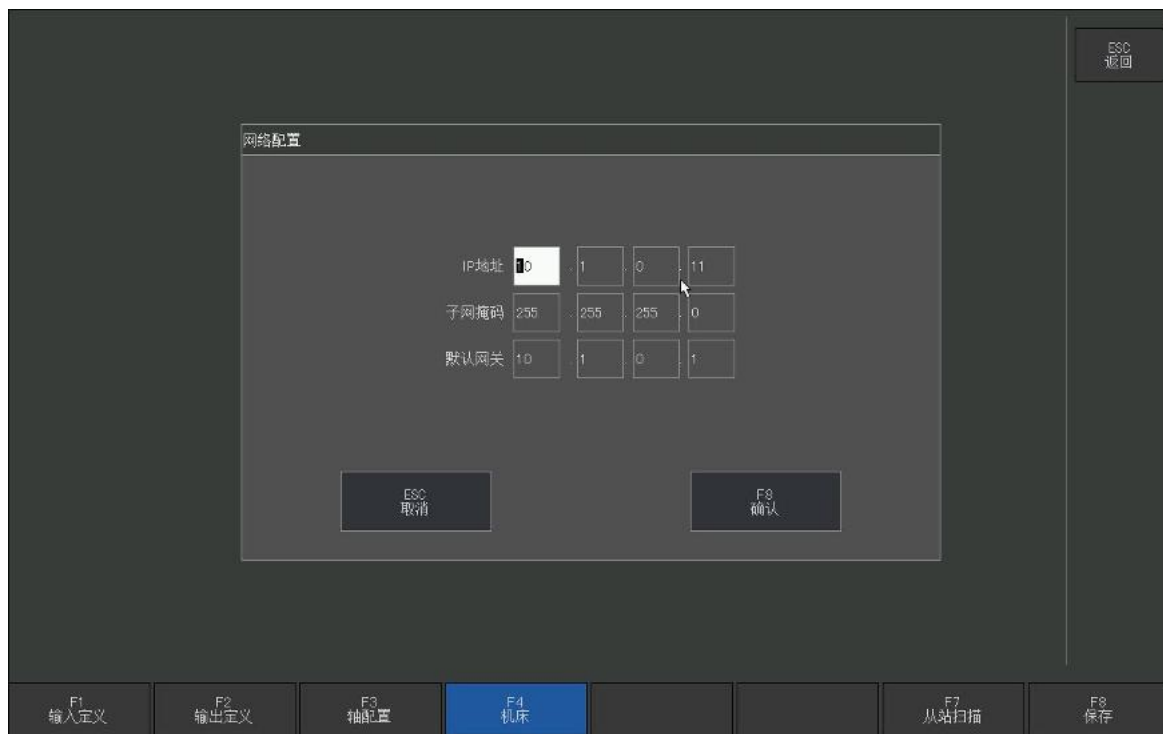 ESC
返回
网络配置
IP地址 10 . 1 . 0 . 11
子网掩码 255 . 255 . 255 . 0
默认网关 10 . 1 . 0 . 1
ESC
取消
F8
确认
F1
输入定义
F2
输出定义
F3
轴配置
F4
机床
F7
从站扫描
F8
保存